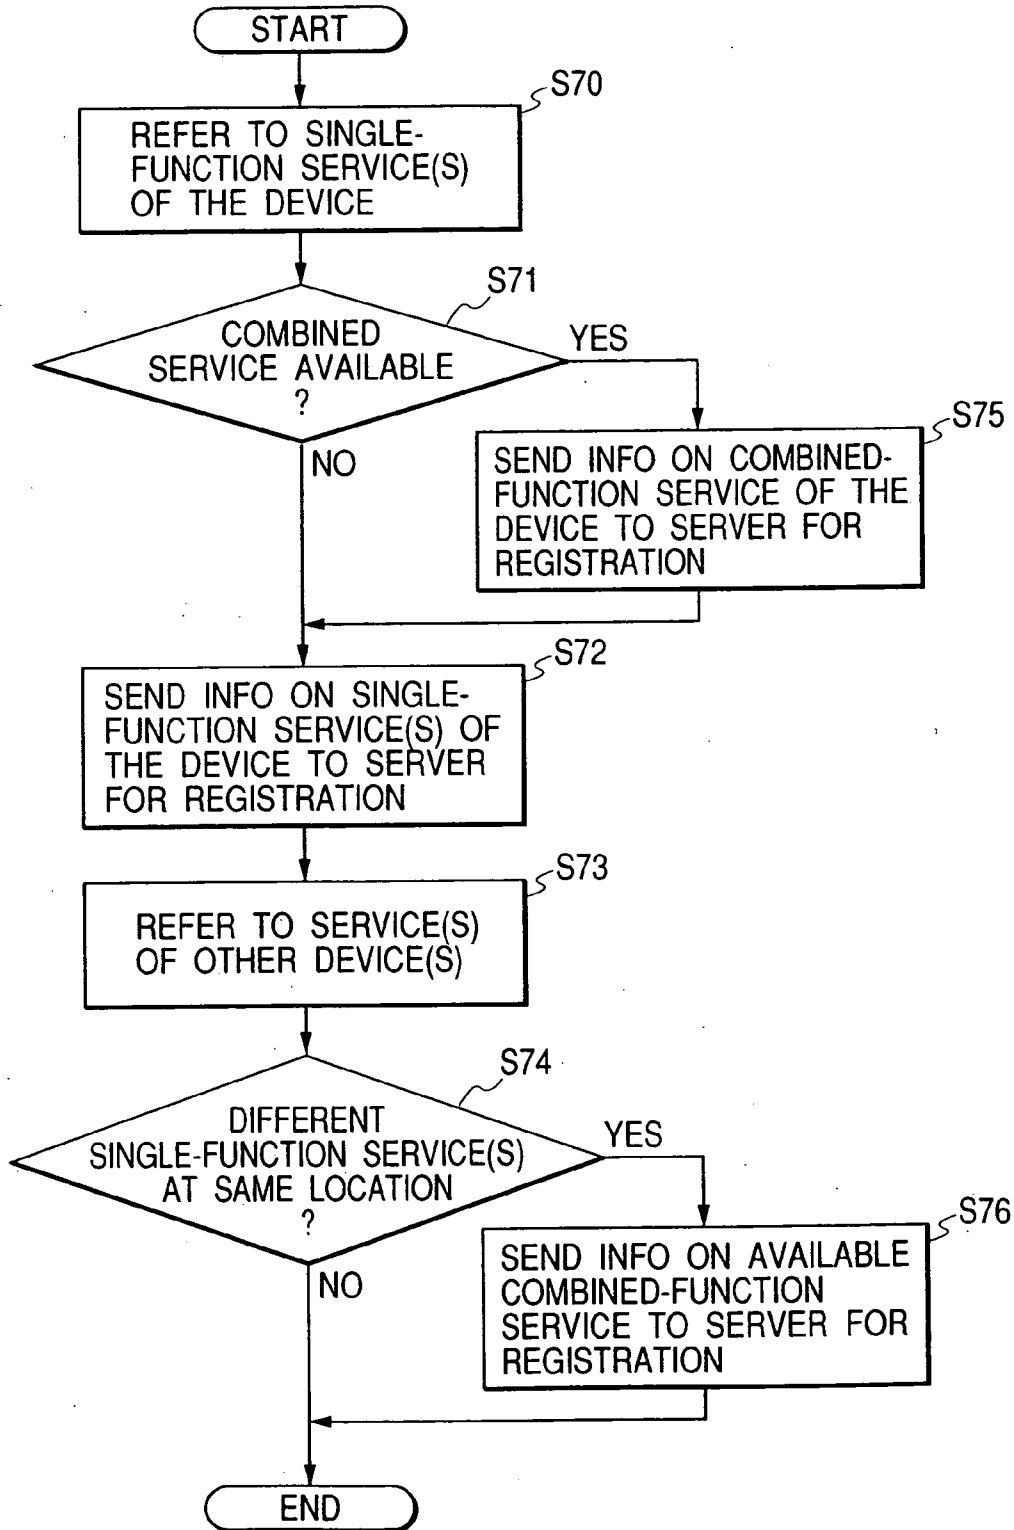 START
S70
REFER TO SINGLE-
FUNCTION SERVICE(S)
OF THE DEVICE
S71
COMBINED
SERVICE AVAILABLE
?
YES
NO
S75
SEND INFO ON COMBINED-
FUNCTION SERVICE OF THE
DEVICE TO SERVER FOR
REGISTRATION
S72
SEND INFO ON SINGLE-
FUNCTION SERVICE(S) OF
THE DEVICE TO SERVER
FOR REGISTRATION
S73
REFER TO SERVICE(S)
OF OTHER DEVICE(S)
S74
DIFFERENT
SINGLE-FUNCTION SERVICE(S)
AT SAME LOCATION
?
YES
NO
S76
SEND INFO ON AVAILABLE
COMBINED-FUNCTION
SERVICE TO SERVER FOR
REGISTRATION
END